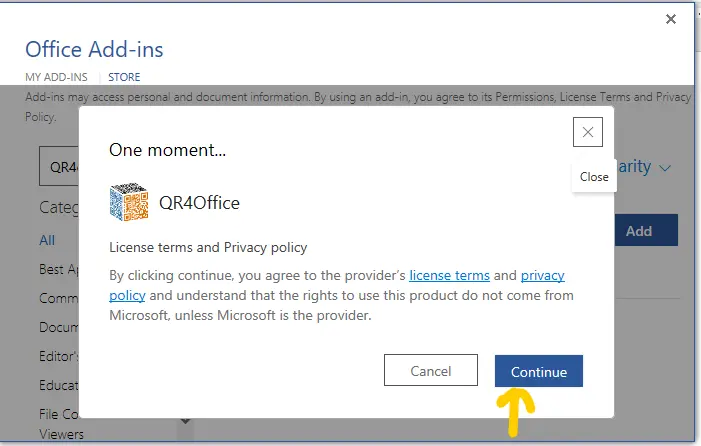 Office Add-ins
MY ADD-INS | STORE
Add-ins may access personal and document information. By using an add-in, you agree to its Permissions, License Terms and Privacy
Policy.
One moment...
Close
QR4Office
License terms and Privacy policy
By clicking continue, you agree to the provider's license terms and privacy
policy and understand that the rights to use this product do not come from
Microsoft, unless Microsoft is the provider.
Cancel
Continue
Add
All
Best Ap
Comm
Docum
Editor's
Educat
File Co
Viewers